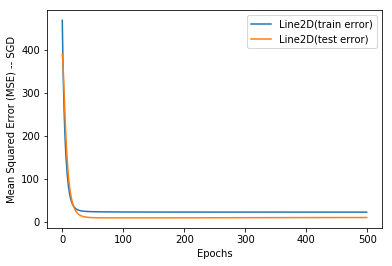 Line2D(train error)
Line2D(test error)
Mean Squared Error (MSE) -- SGD
400
300
200
100
0
0
100
200
300
400
500
Epochs